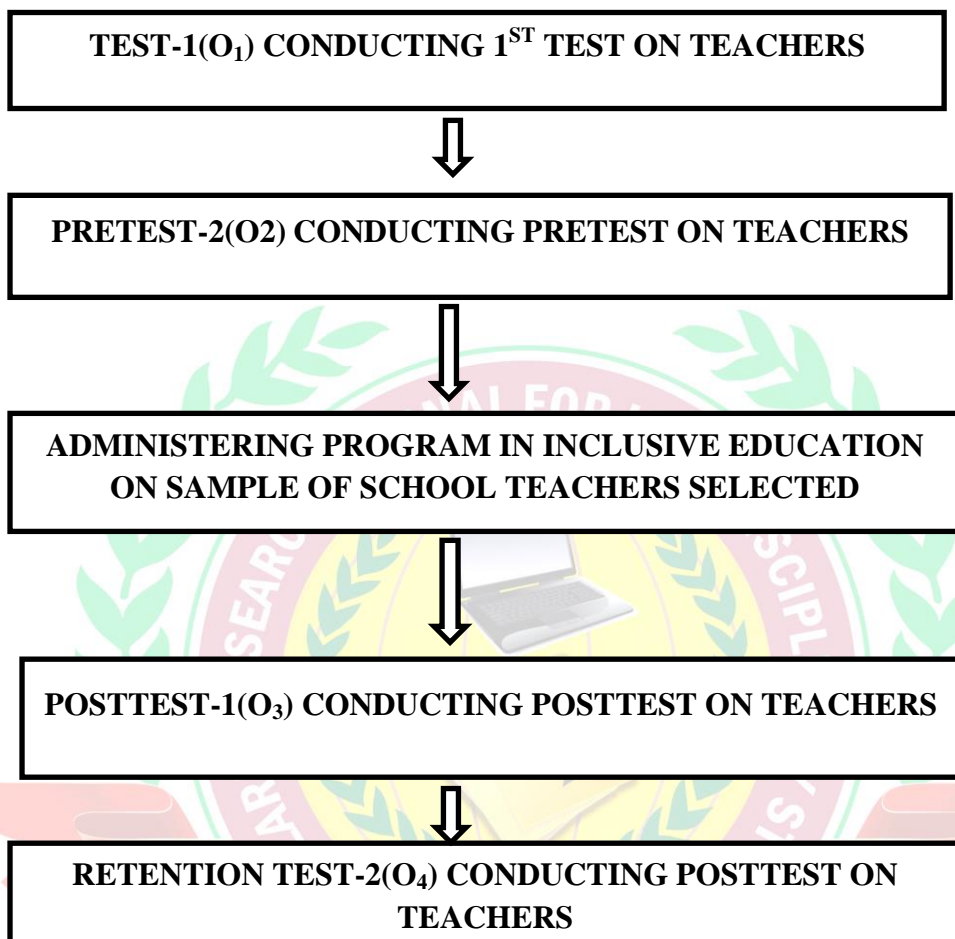 TEST-1(O₁) CONDUCTING 1ˢᵀ TEST ON TEACHERS
PRETEST-2(O2) CONDUCTING PRETEST ON TEACHERS
ADMINISTERING PROGRAM IN INCLUSIVE EDUCATION
ON SAMPLE OF SCHOOL TEACHERS SELECTED
POSTTEST-1(O₃) CONDUCTING POSTTEST ON TEACHERS
RETENTION TEST-2(O₄) CONDUCTING POSTTEST ON
TEACHERS